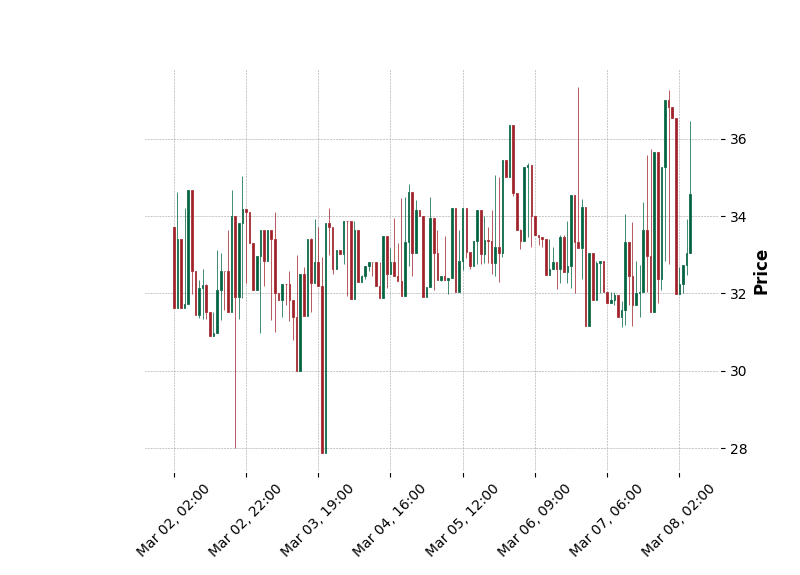 36
34
32
30
28
Price
Mar 02, 02:00
Mar 02, 22:00
Mar 03, 19:00
Mar 04, 16:00
Mar 05, 12:00
Mar 06, 09:00
Mar 07, 06:00
Mar 08, 02:00